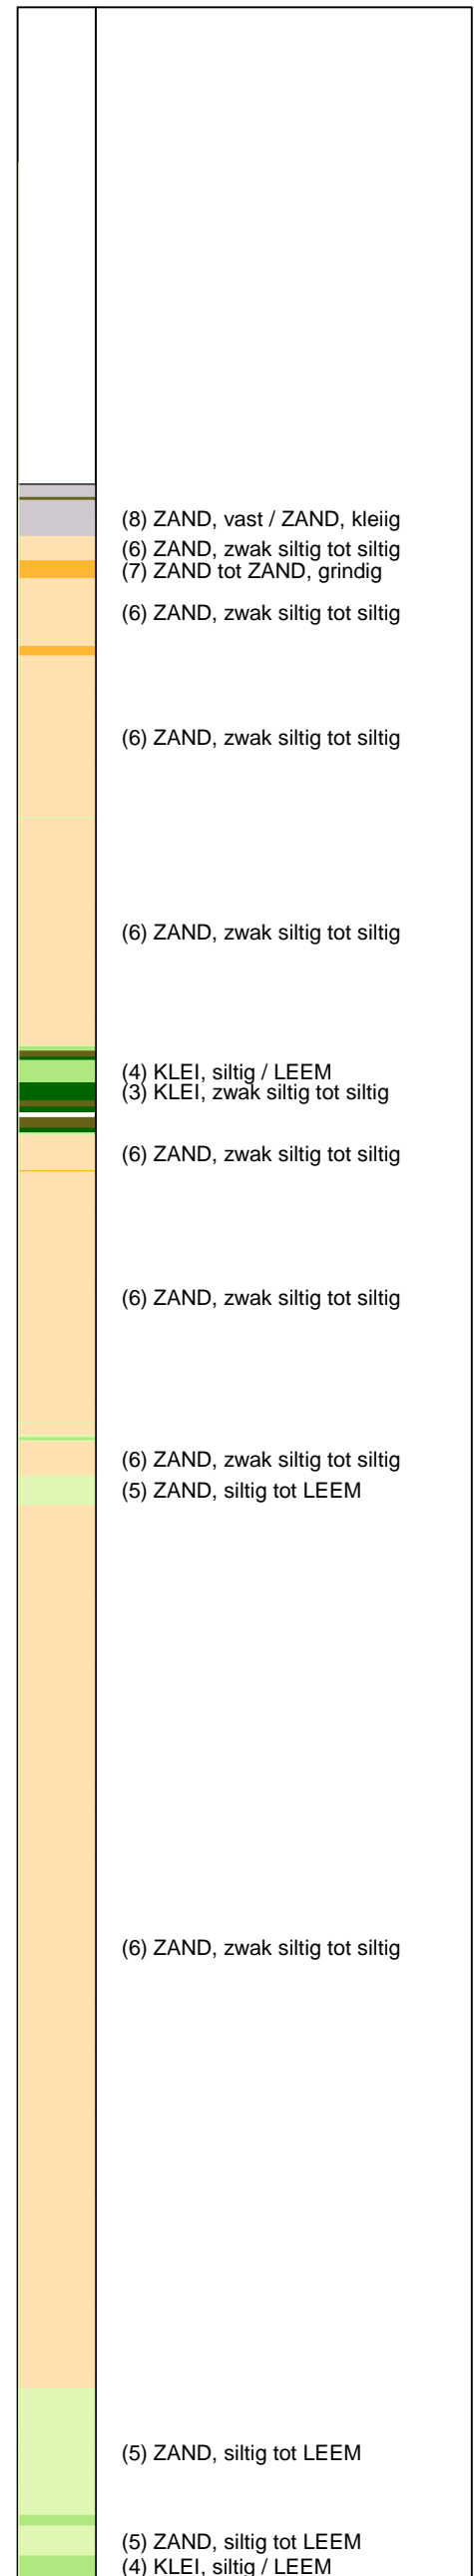 (8) ZAND, vast / ZAND, kleiig
(6) ZAND, zwak siltig tot siltig
(7) ZAND tot ZAND, grindig
(6) ZAND, zwak siltig tot siltig
(6) ZAND, zwak siltig tot siltig
(6) ZAND, zwak siltig tot siltig
(4) KLEI, siltig / LEEM
(3) KLEI, zwak siltig tot siltig
(6) ZAND, zwak siltig tot siltig
(6) ZAND, zwak siltig tot siltig
(6) ZAND, zwak siltig tot siltig
(5) ZAND, siltig tot LEEM
(6) ZAND, zwak siltig tot siltig
(5) ZAND, siltig tot LEEM
(5) ZAND, siltig tot LEEM
(4) KLEI, siltig / LEEM